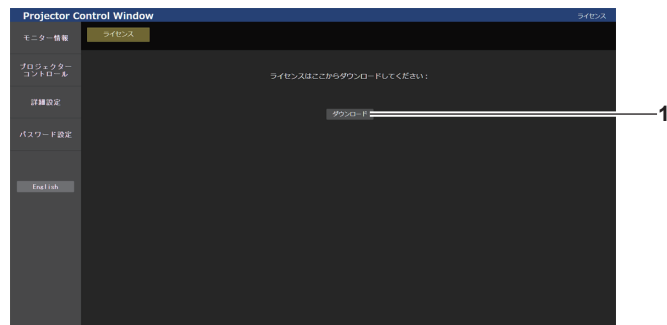 Projector Control Window
ライセンス
モニター情報
ライセンス
プロジェクター
コントロール
ライセンスはここからダウンロードしてください：
詳細設定
ダウンロード
1
パスワード設定
English